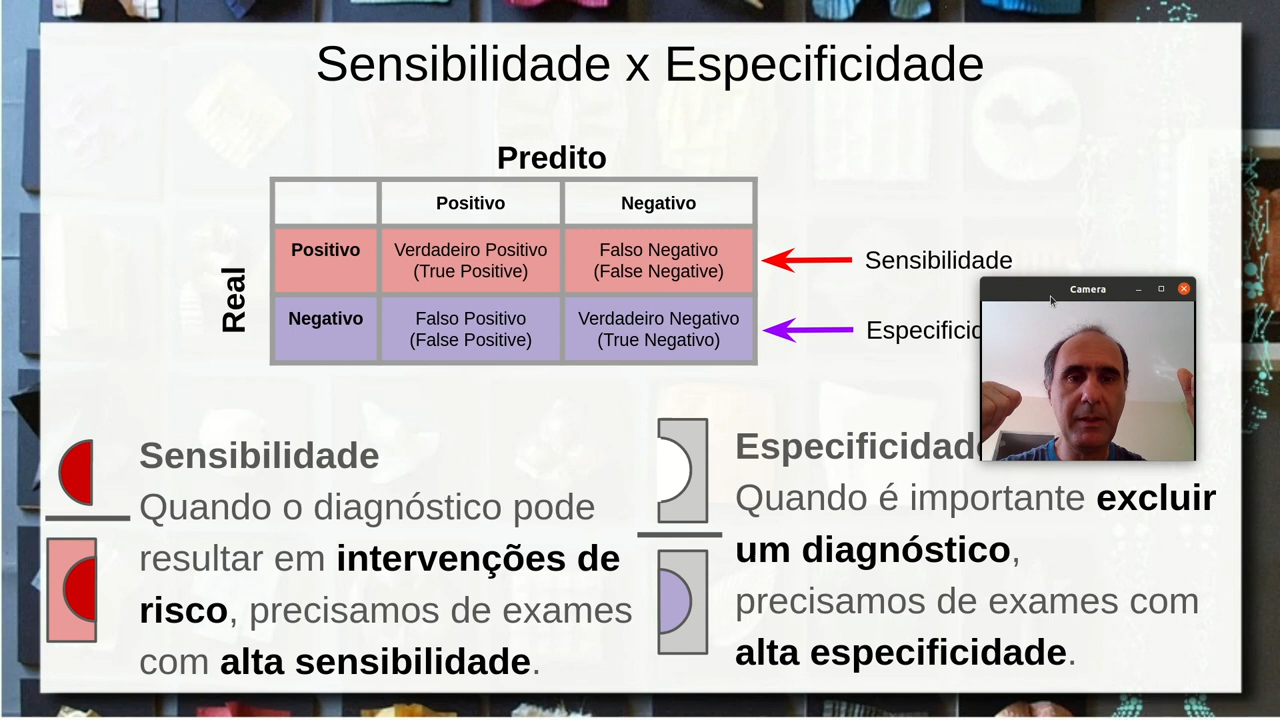 Sensibilidade x Especificidade
Predito
Positivo Negativo
Real
Positivo Verdadeiro Positivo Falso Negativo
(True Positive) (False Negative)
Sensibilidade
Negativo Falso Positivo Verdadeiro Negativo
(False Positive) (True Negativo)
Especific
Camera
Sensibilidade
Quando o diagnóstico pode
resultar em intervenções de
risco, precisamos de exames
com alta sensibilidade.
Especificidade
Quando é importante excluir
um diagnóstico,
precisamos de exames com
alta especificidade.